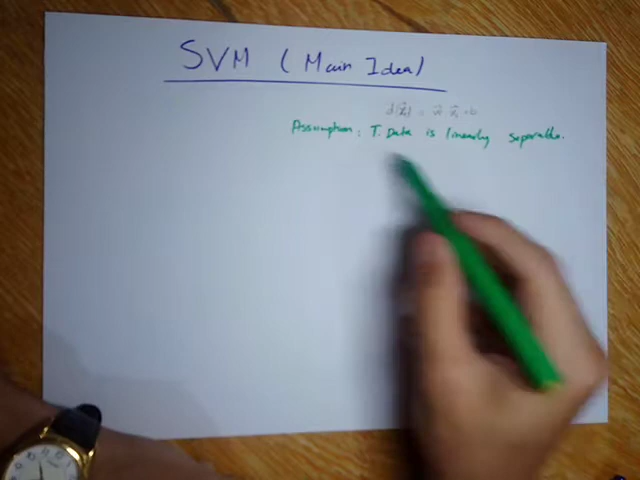 SVM (Main Idea)
Assumption: T. Data is linearly separable.